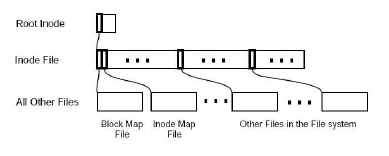 Root Inode
Inode File
All Other Files
Block Map
File
Inode Map
File
Other Files in the File system